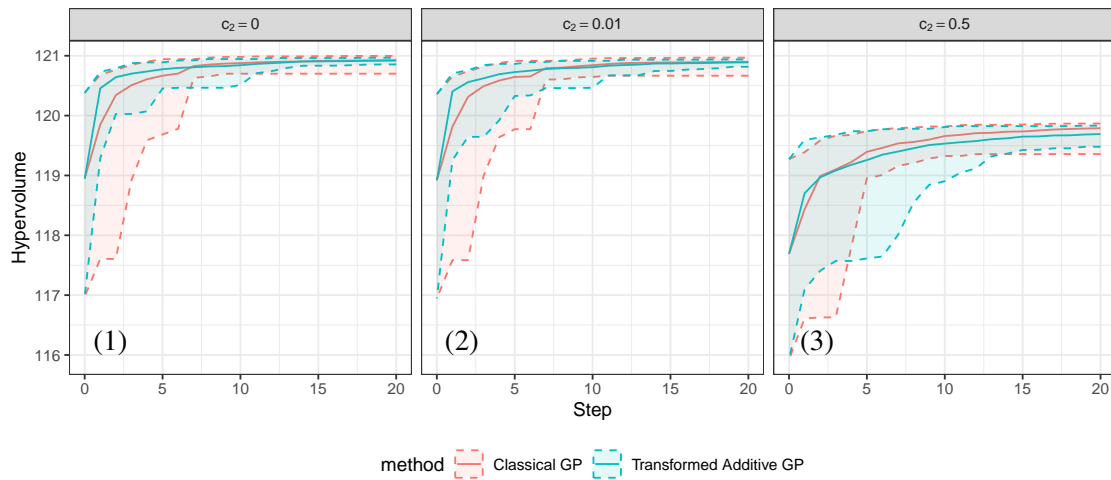 c₂ = 0
c₂ = 0.01
c₂ = 0.5
Hypervolume
121
120
119
118
117
116
(1)
(2)
(3)
0 5 10 15 20
0 5 10 15 20
0 5 10 15 20
Step
method Classical GP Transformed Additive GP